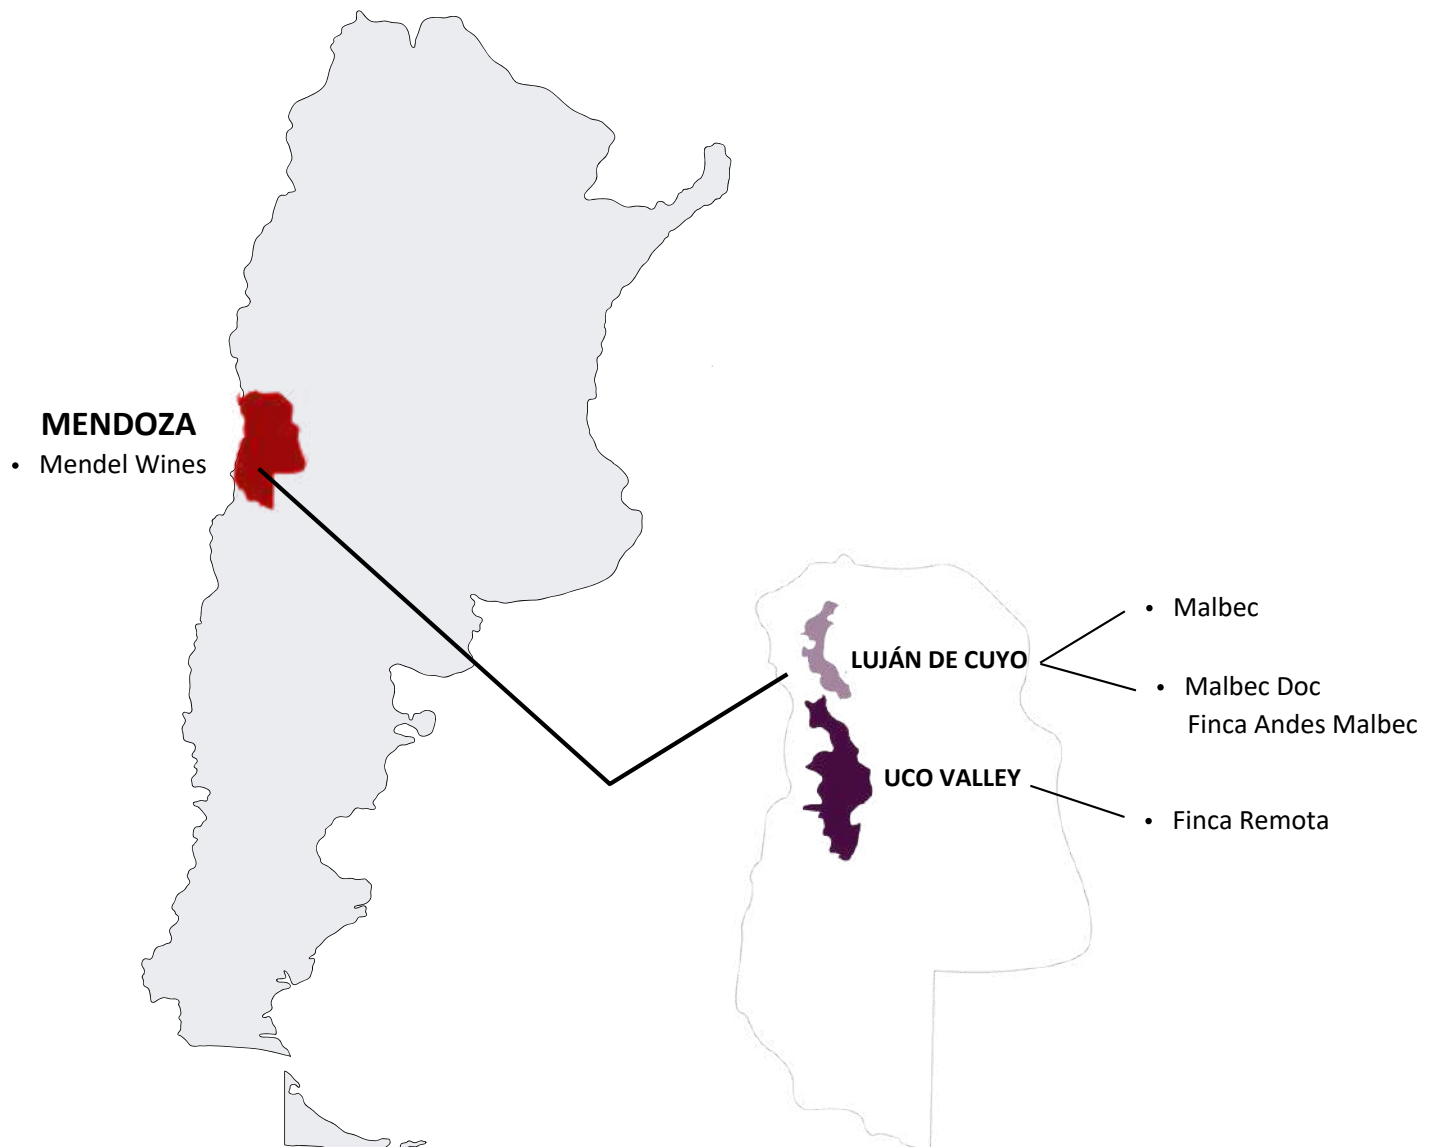 MENDOZA
• Mendel Wines
• Malbec
LUJÁN DE CUYO
• Malbec Doc
Finca Andes Malbec
UCO VALLEY
• Finca Remota